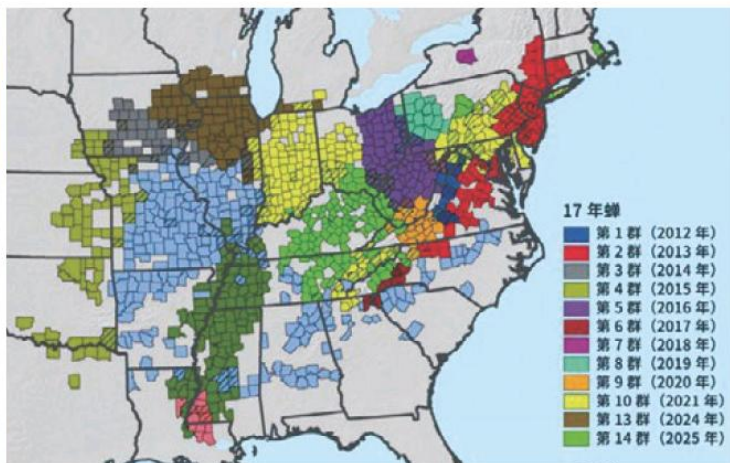 17 年蝉
第 1 群（2012 年）
第 2 群（2013 年）
第 3 群（2014 年）
第 4 群（2015 年）
第 5 群（2016 年）
第 6 群（2017 年）
第 7 群（2018 年）
第 8 群（2019 年）
第 9 群（2020 年）
第 10 群（2021 年）
第 13 群（2024 年）
第 14 群（2025 年）